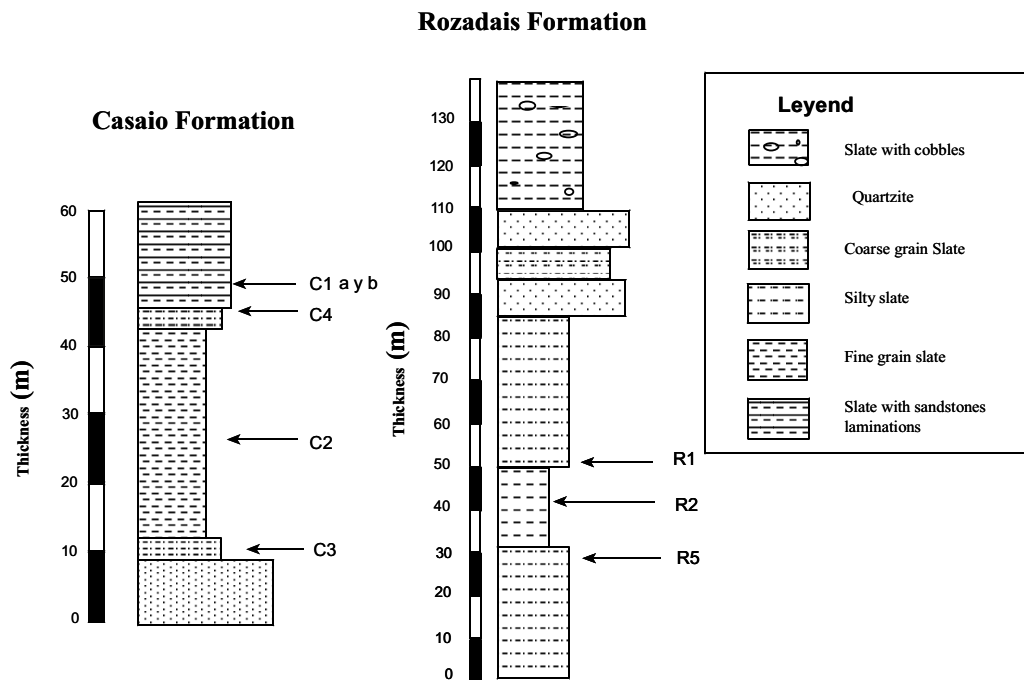 Rozadais Formation
Casaio Formation
Thickness (m)
60
50
40
30
20
10
0
C1 a y b
C4
C2
C3
Thickness (m)
130
120
110
100
90
80
70
60
50
40
30
20
10
0
R1
R2
R5
Leyend
Slate with cobbles
Quartzite
Coarse grain Slate
Silty slate
Fine grain slate
Slate with sandstones
laminations